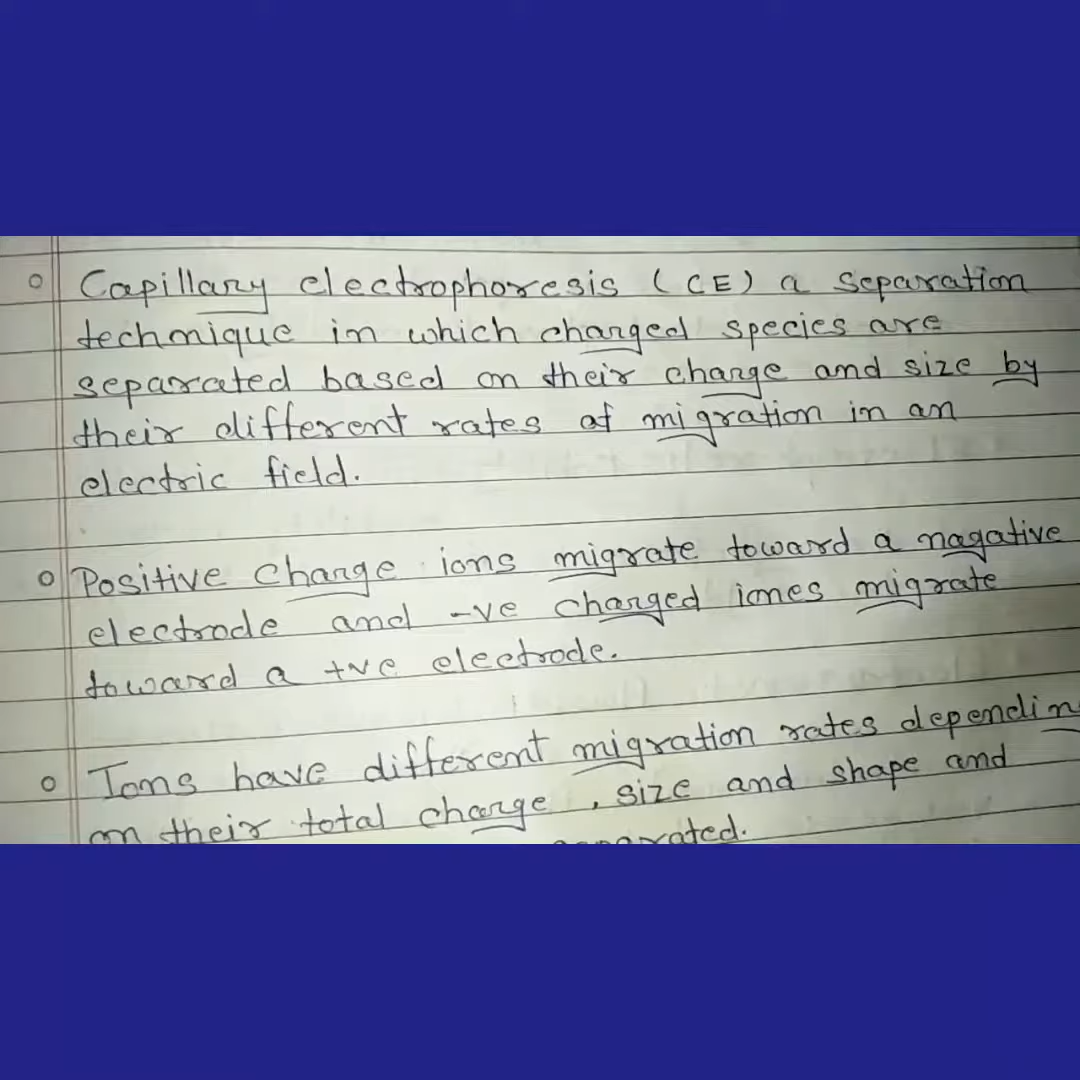 Capillary electrophoresis (CE) a separation
technique in which charged species are
separated based on their charge and size by
their different rates of migration in an
electric field.
Positive charge ions migrate toward a nagative
electrode and -ve charged iones migrate
toward a +ve electrode.
Ions have different migration rates depending
on their total charge, size and shape and